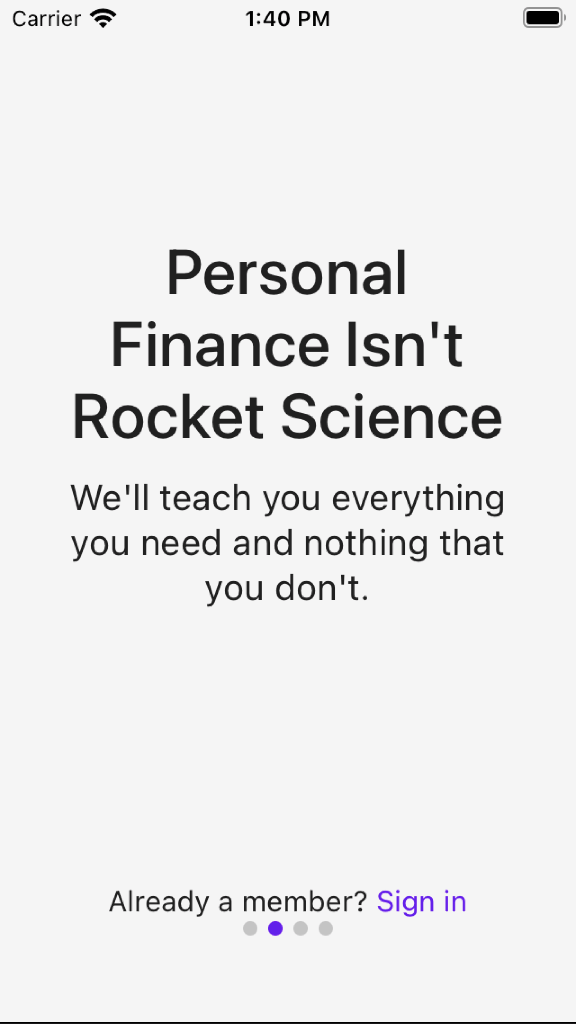 Carrier 1:40 PM
Personal
Finance Isn't
Rocket Science
We'll teach you everything
you need and nothing that
you don't.
Already a member? Sign in